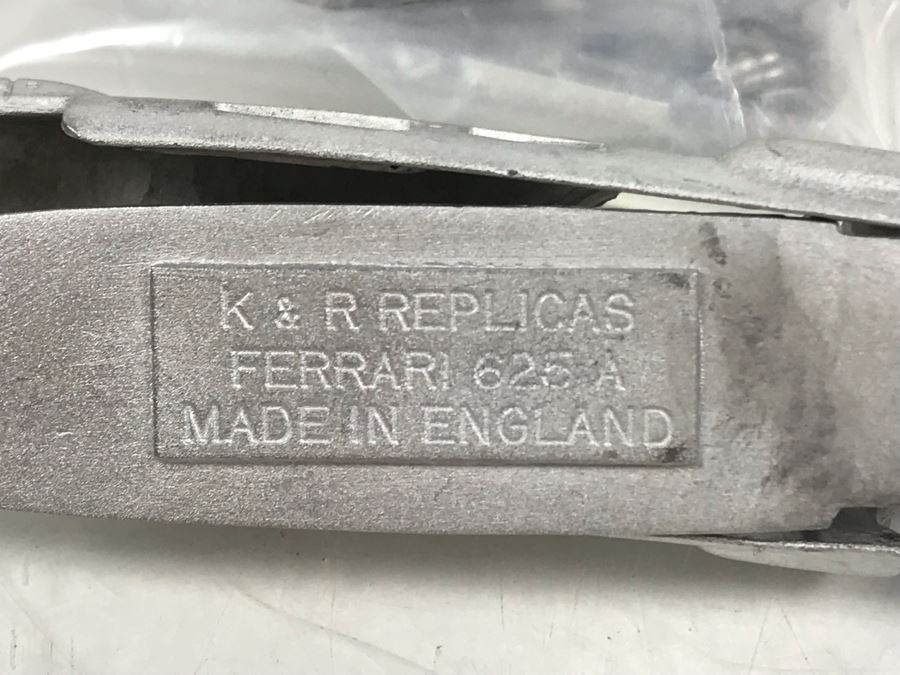 K & R REPLICAS
FERRARI 625 A
MADE IN ENGLAND